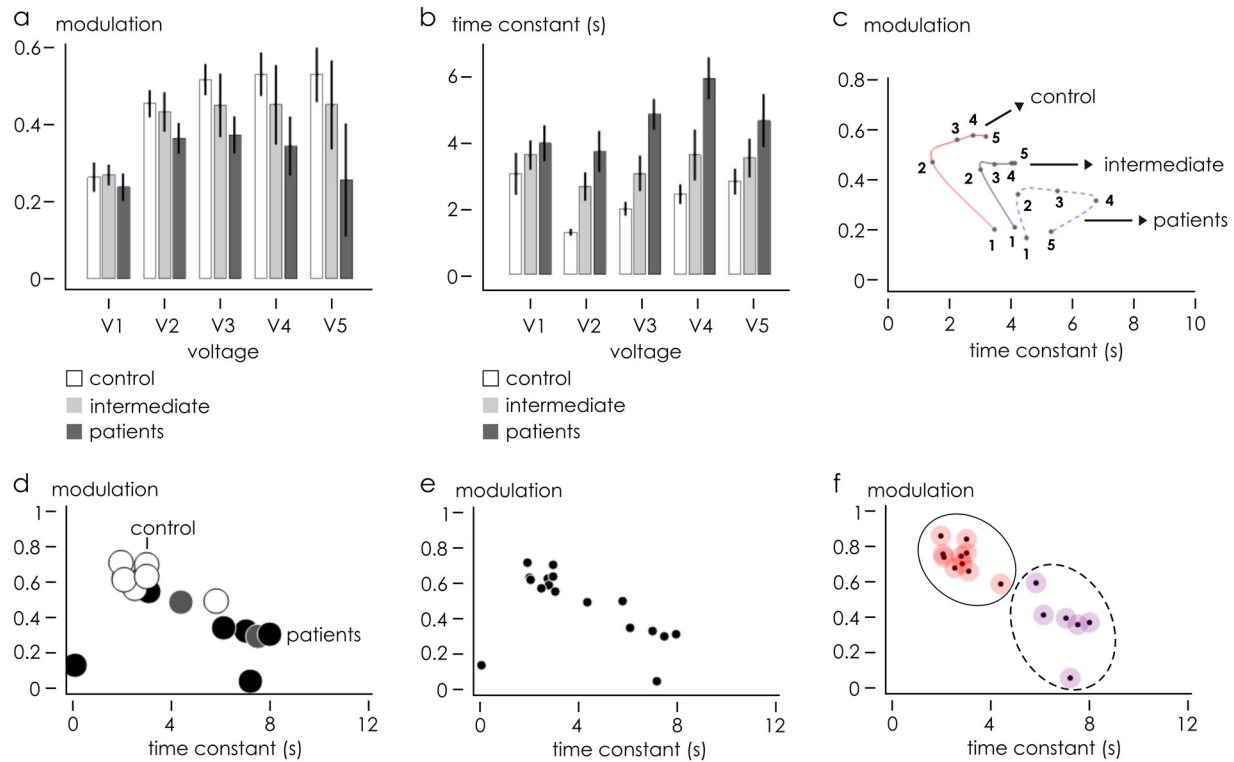 a modulation
0.6
0.4
0.2
0
V1 V2 V3 V4 V5
voltage
control
intermediate
patients
b time constant (s)
6
4
2
0
V1 V2 V3 V4 V5
voltage
control
intermediate
patients
c modulation
0.8
0.6
0.4
0.2
0
control
3 4 5
2
1
intermediate
5
2 3 4
1
patients
2 3 4
1 5
0 2 4 6 8 10
time constant (s)
d modulation
1
0.8
0.6
0.4
0.2
0
control
patients
0 4 8 12
time constant (s)
e modulation
1
0.8
0.6
0.4
0.2
0
0 4 8 12
time constant (s)
f modulation
1
0.8
0.6
0.4
0.2
0
0 4 8 12
time constant (s)